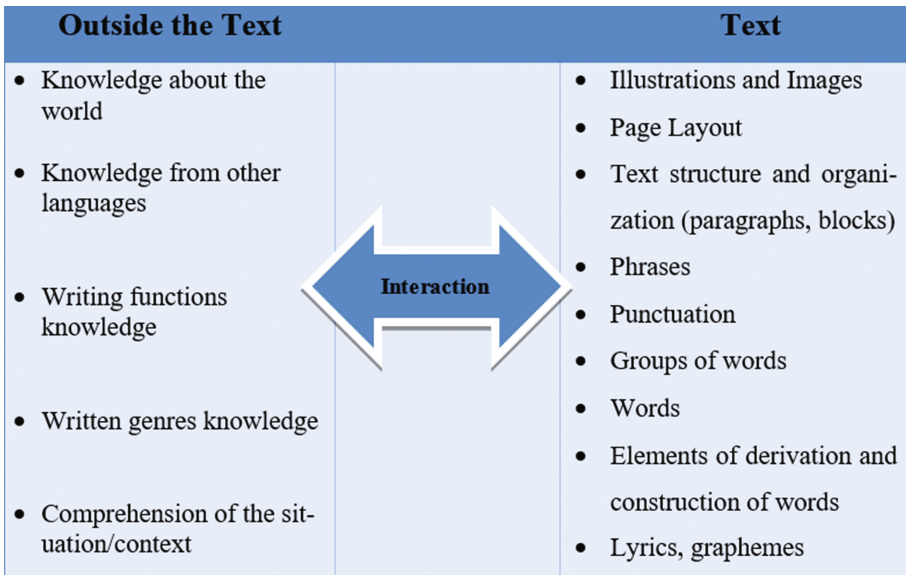 Outside the Text
Text
• Knowledge about the
world
• Knowledge from other
languages
• Writing functions
knowledge
• Written genres knowledge
• Comprehension of the sit-
uation/context
Interaction
• Illustrations and Images
• Page Layout
• Text structure and organi-
zation (paragraphs, blocks)
• Phrases
• Punctuation
• Groups of words
• Words
• Elements of derivation and
construction of words
• Lyrics, graphemes